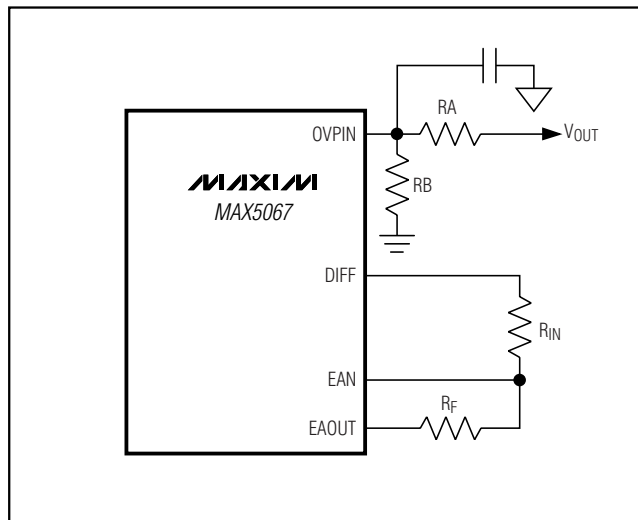 RA
OVPIN
VOUT
RB
MAXIM
MAX5067
DIFF
RIN
EAN
RF
EAOUT